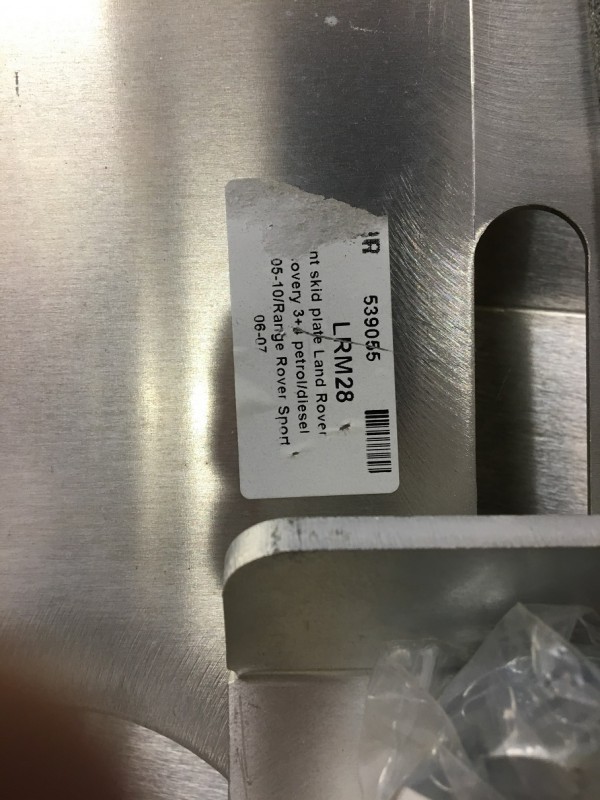 IR 539055
LRM28
nt skid plate Land Rover
overy 3+4 petrol/diesel
05-10/Range Rover Sport
06-07